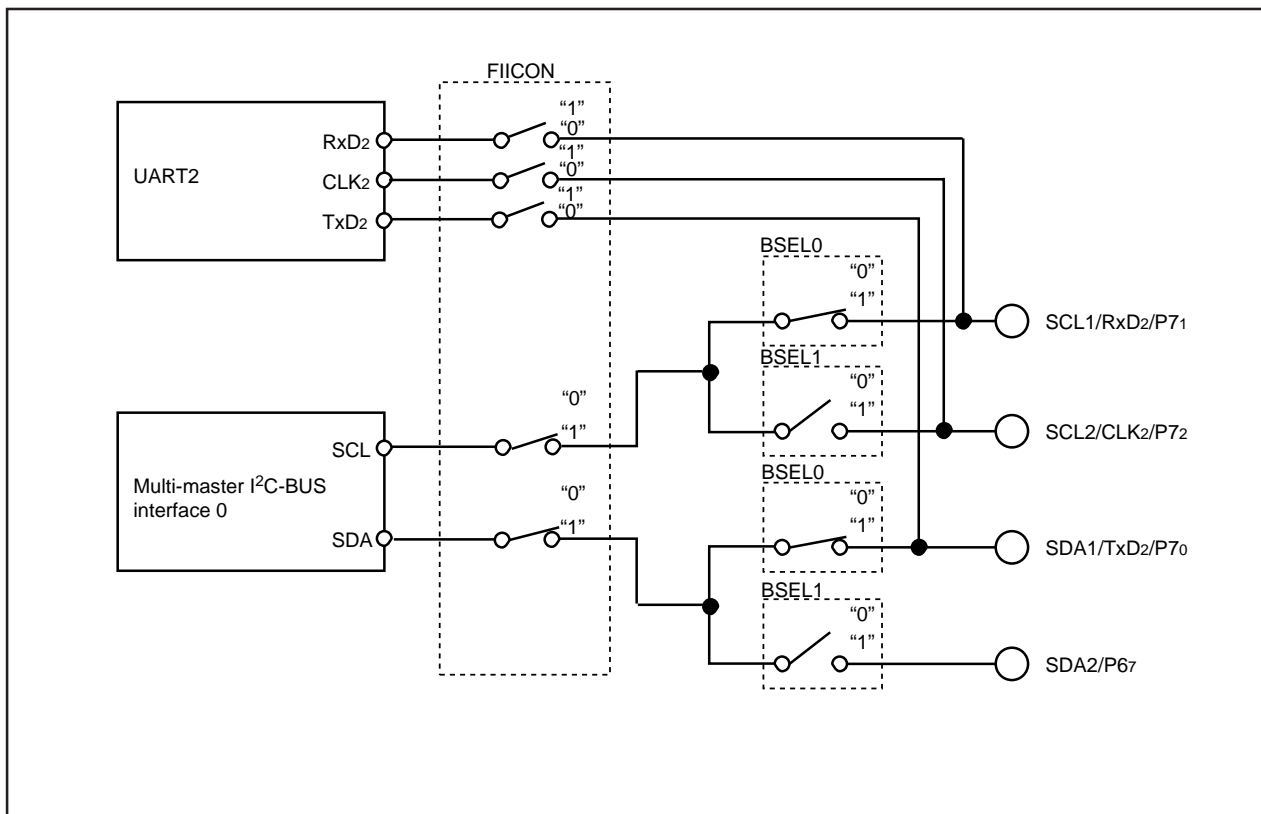 FIICON
UART2
RxD2
CLK2
TxD2
“1”
“0”
“1”
“0”
“1”
“0”
BSEL0
“0”
“1”
SCL1/RxD2/P71
BSEL1
“0”
“1”
SCL2/CLK2/P72
Multi-master I2C-BUS
interface 0
SCL
SDA
“0”
“1”
“0”
“1”
BSEL0
“0”
“1”
SDA1/TxD2/P70
BSEL1
“0”
“1”
SDA2/P67